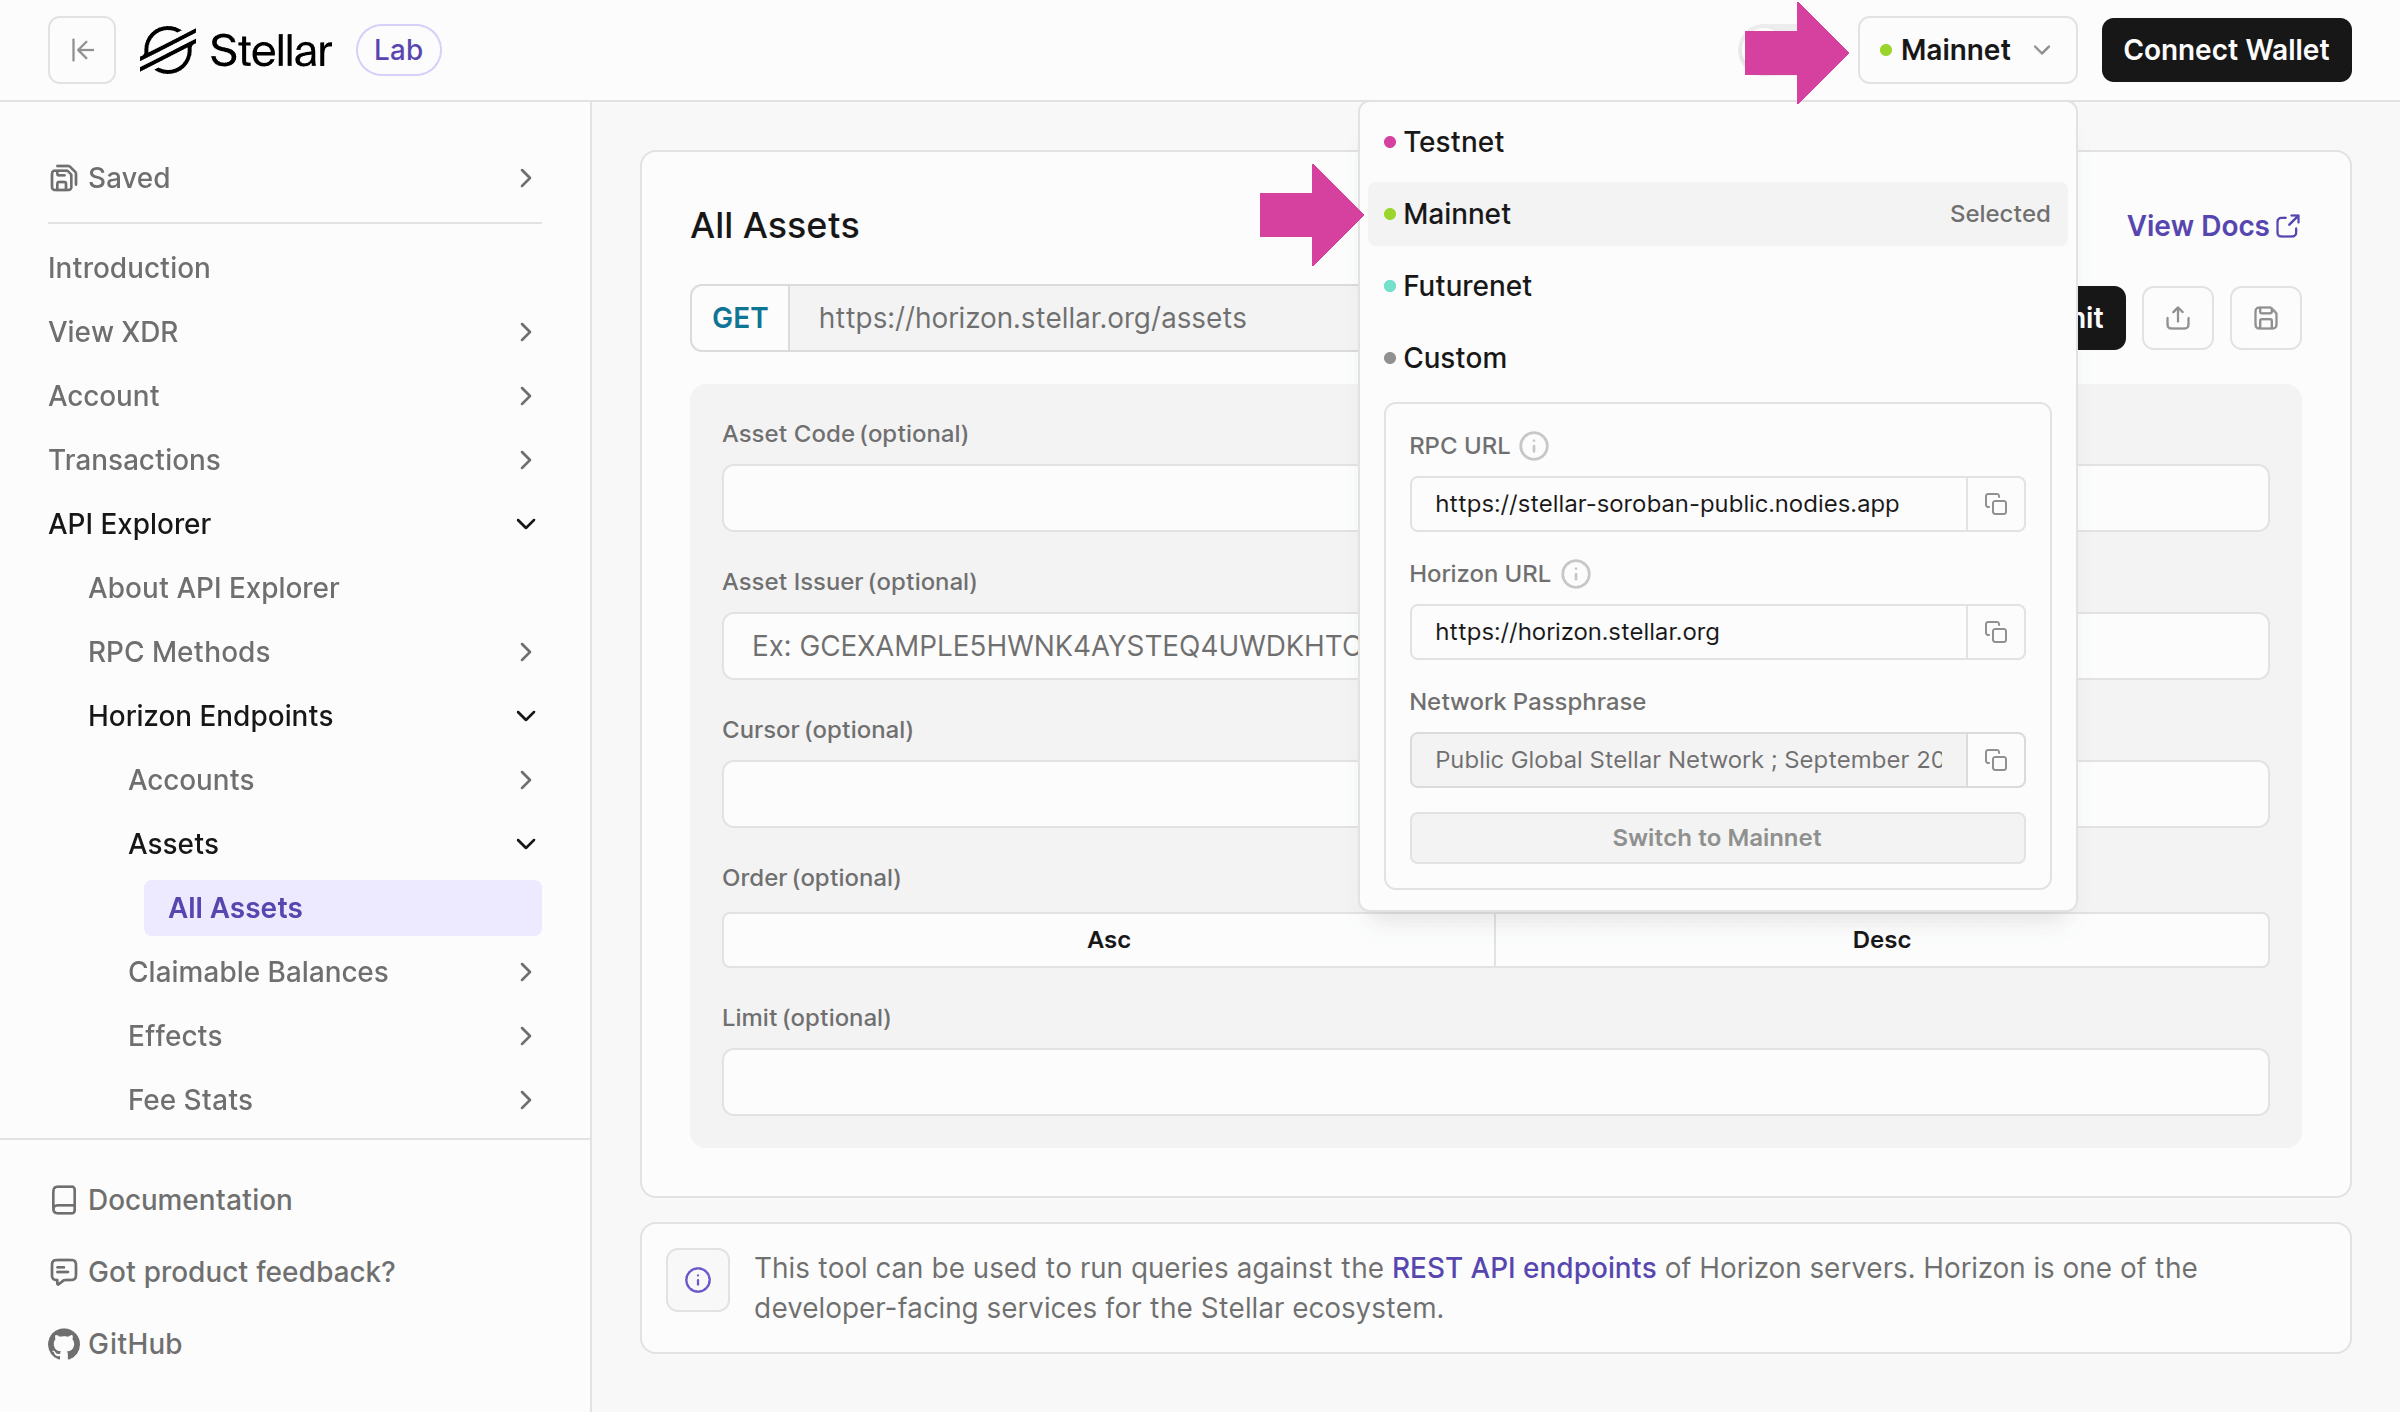 Stellar
Lab
Mainnet
Connect Wallet
Saved
Introduction
View XDR
Account
Transactions
API Explorer
About API Explorer
RPC Methods
Horizon Endpoints
Accounts
Assets
All Assets
Claimable Balances
Effects
Fee Stats
Documentation
Got product feedback?
GitHub
All Assets
View Docs
GET
https://horizon.stellar.org/assets
Testnet
Mainnet
Selected
Futurenet
Custom
RPC URL
https://stellar-soroban-public.nodies.app
Horizon URL
https://horizon.stellar.org
Network Passphrase
Public Global Stellar Network ; September 20
Switch to Mainnet
Asset Code (optional)
Asset Issuer (optional)
Ex: GCEXAMPLE5HWNK4AYSTEQ4UWDKHTC
Cursor (optional)
Order (optional)
Asc
Desc
Limit (optional)
This tool can be used to run queries against the REST API endpoints of Horizon servers. Horizon is one of the
developer-facing services for the Stellar ecosystem.